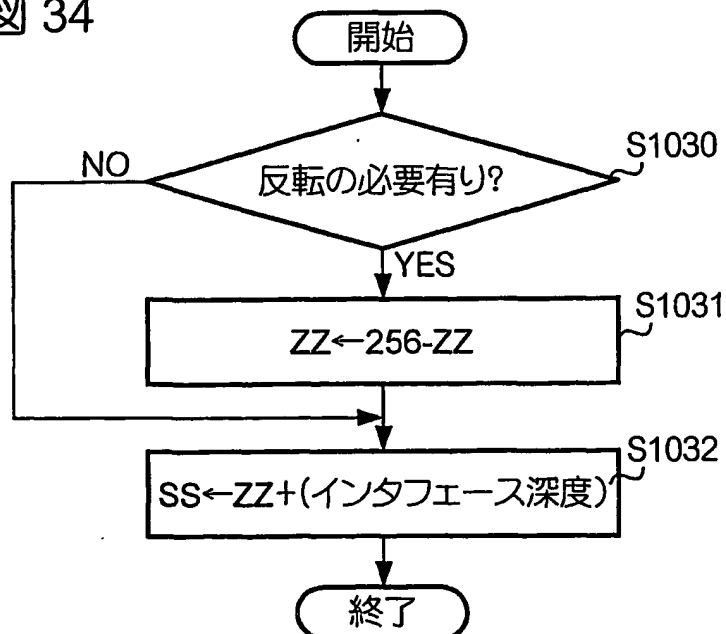 図 34
開始
反転の必要有り?
S1030
NO
YES
ZZ←256-ZZ
S1031
SS←ZZ+(インタフェース深度)
S1032
終了